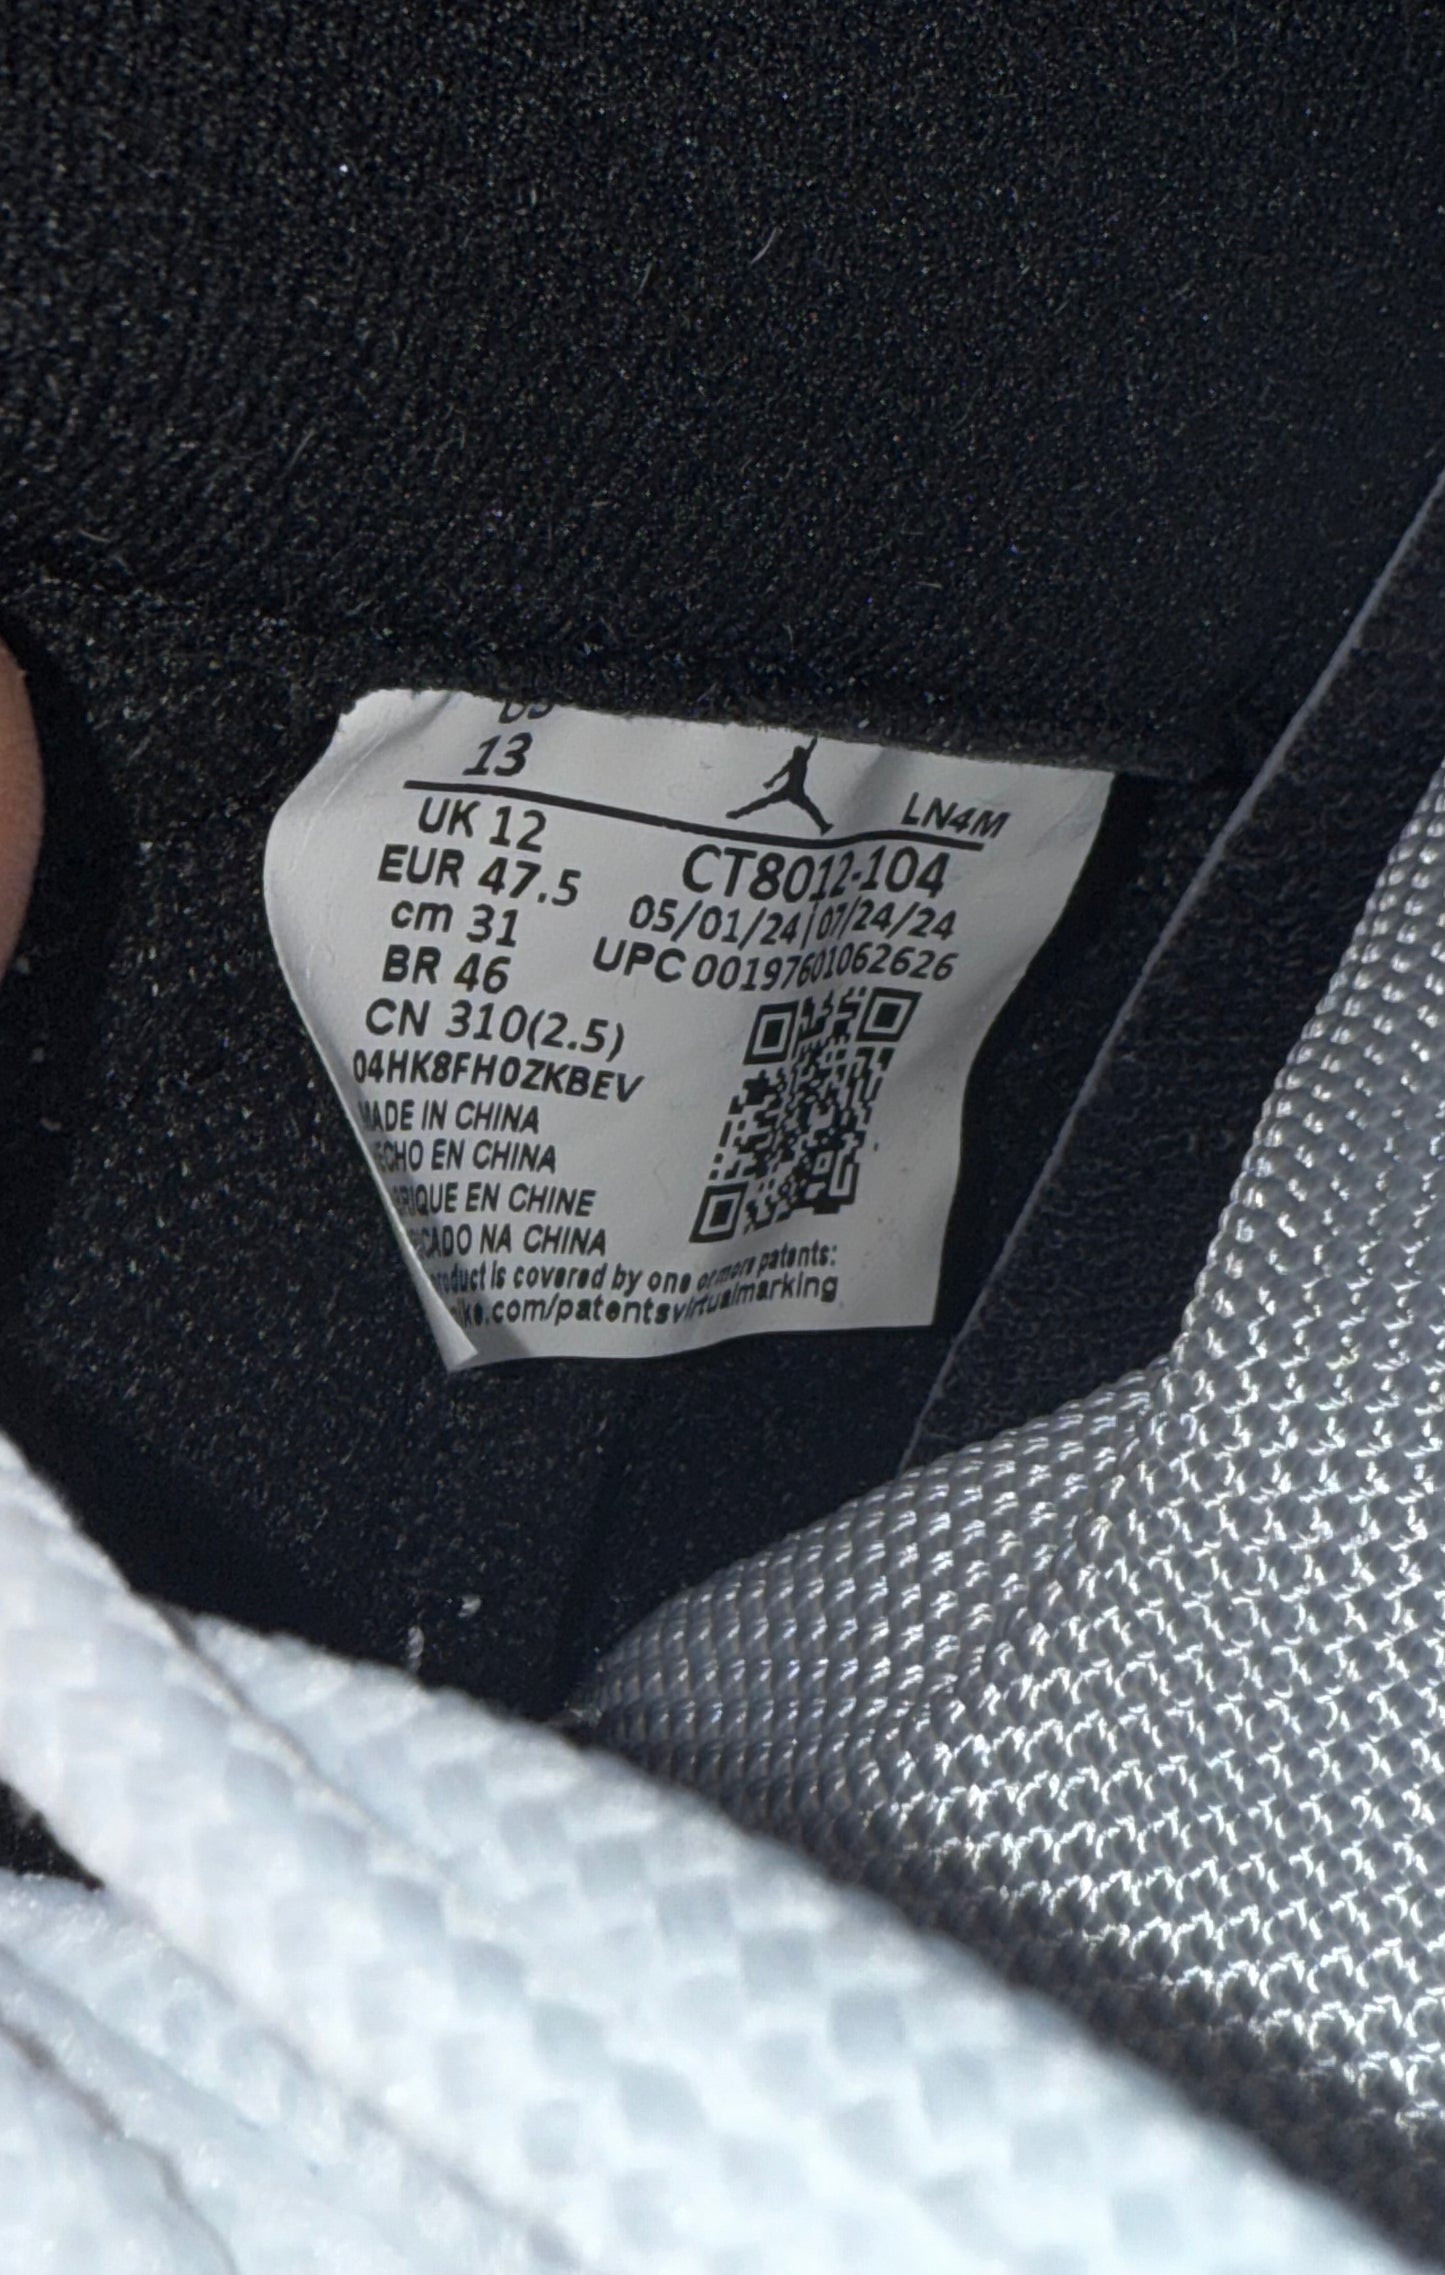 13
LN4M
UK 12
EUR 47.5
cm 31
BR 46
CN 310(2.5)
CT8012-104
05/01/24|07/24/24
UPC 00197601062626
04HK8FH0ZKBEV
MADE IN CHINA
ECHO EN CHINA
RIQUE EN CHINE
CADO NA CHINA
product is covered by one or more patents:
ike.com/patentsvirtualmarking